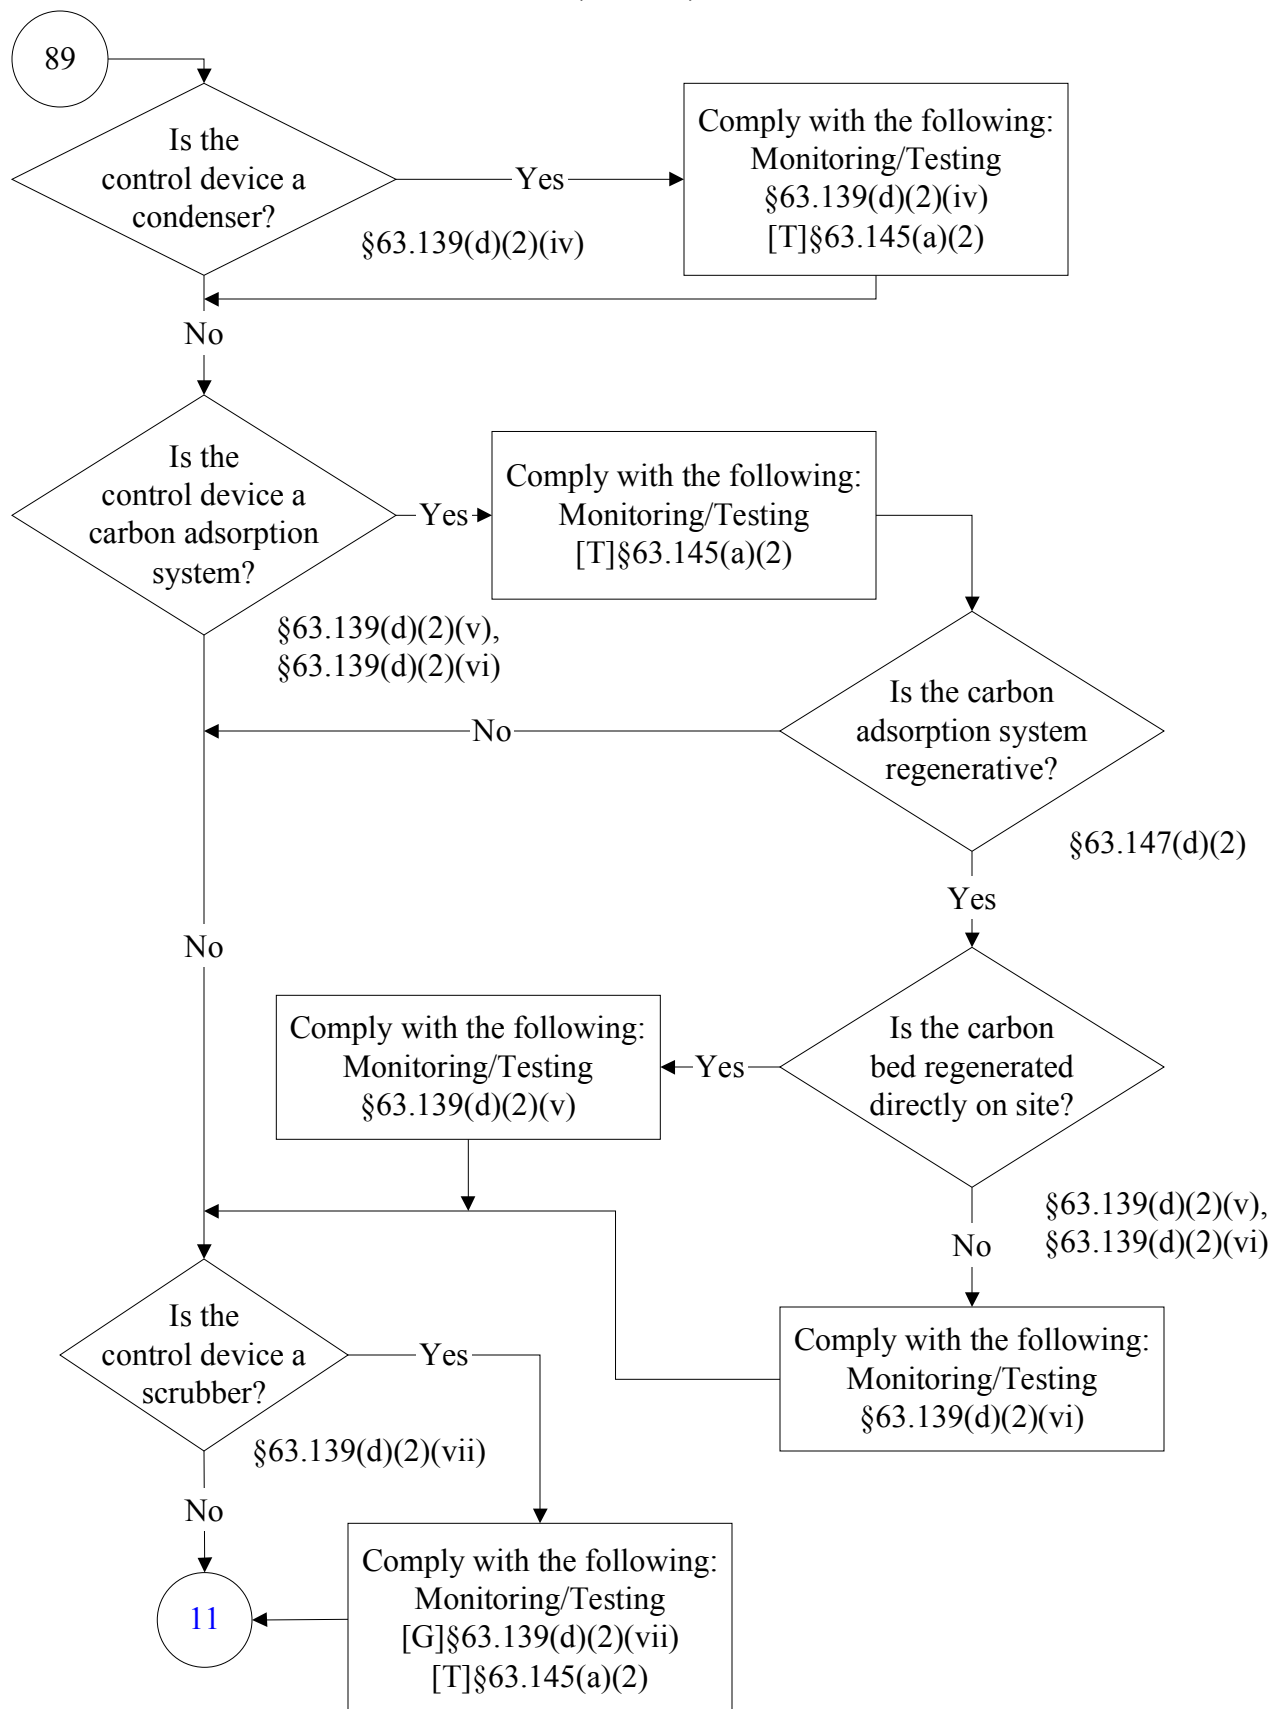 89
Is the
control device a
condenser?
Yes
Comply with the following:
Monitoring/Testing
§63.139(d)(2)(iv)
[T]§63.145(a)(2)
§63.139(d)(2)(iv)
No
Is the
control device a
carbon adsorption
system?
Yes
Comply with the following:
Monitoring/Testing
[T]§63.145(a)(2)
§63.139(d)(2)(v),
§63.139(d)(2)(vi)
Is the carbon
adsorption system
regenerative?
No
§63.147(d)(2)
Yes
No
Is the carbon
bed regenerated
directly on site?
Yes
Comply with the following:
Monitoring/Testing
§63.139(d)(2)(v)
§63.139(d)(2)(v),
§63.139(d)(2)(vi)
No
Comply with the following:
Monitoring/Testing
§63.139(d)(2)(vi)
Is the
control device a
scrubber?
Yes
§63.139(d)(2)(vii)
No
Comply with the following:
Monitoring/Testing
[G]§63.139(d)(2)(vii)
[T]§63.145(a)(2)
11